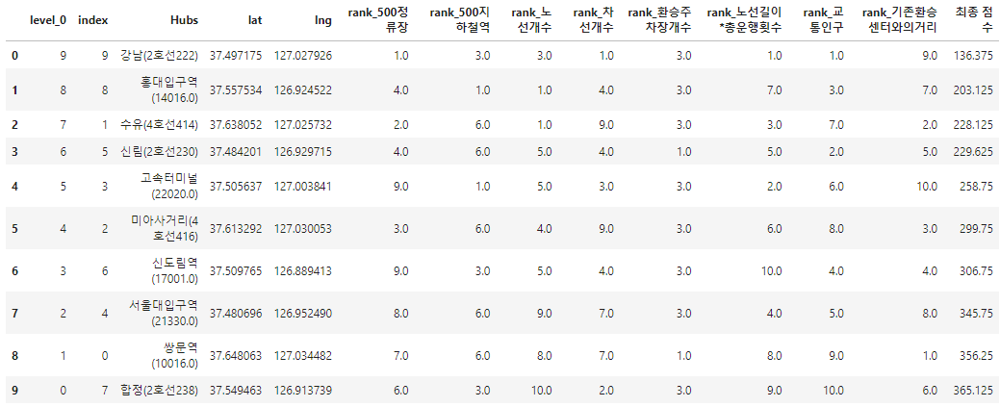 level_0 index Hubs lat lng rank_500정류장 rank_500지하철역 rank_노선개수 rank_차선개수 rank_환승주차장개수 rank_노선길이*총운행횟수 rank_교통인구 rank_기존환승센터와의거리 최종 점수
0 9 9 강남(2호선222) 37.497175 127.027926 1.0 3.0 3.0 1.0 3.0 1.0 1.0 9.0 136.375
1 8 8 홍대입구역(14016.0) 37.557534 126.924522 4.0 1.0 1.0 4.0 3.0 7.0 3.0 7.0 203.125
2 7 1 수유(4호선414) 37.638052 127.025732 2.0 6.0 1.0 9.0 3.0 3.0 7.0 2.0 228.125
3 6 5 신림(2호선230) 37.484201 126.929715 4.0 6.0 5.0 4.0 1.0 5.0 2.0 5.0 229.625
4 5 3 고속터미널(22020.0) 37.505637 127.003841 9.0 1.0 5.0 3.0 3.0 2.0 6.0 10.0 258.75
5 4 2 미아사거리(4호선416) 37.613292 127.030053 3.0 6.0 4.0 9.0 3.0 6.0 8.0 3.0 299.75
6 3 6 신도림역(17001.0) 37.509765 126.889413 9.0 3.0 5.0 4.0 3.0 10.0 4.0 4.0 306.75
7 2 4 서울대입구역(21330.0) 37.480696 126.952490 8.0 6.0 9.0 7.0 3.0 4.0 5.0 8.0 345.75
8 1 0 쌍문역(10016.0) 37.648063 127.034482 7.0 6.0 8.0 7.0 1.0 8.0 9.0 1.0 356.25
9 0 7 합정(2호선238) 37.549463 126.913739 6.0 3.0 10.0 2.0 3.0 9.0 10.0 6.0 365.125